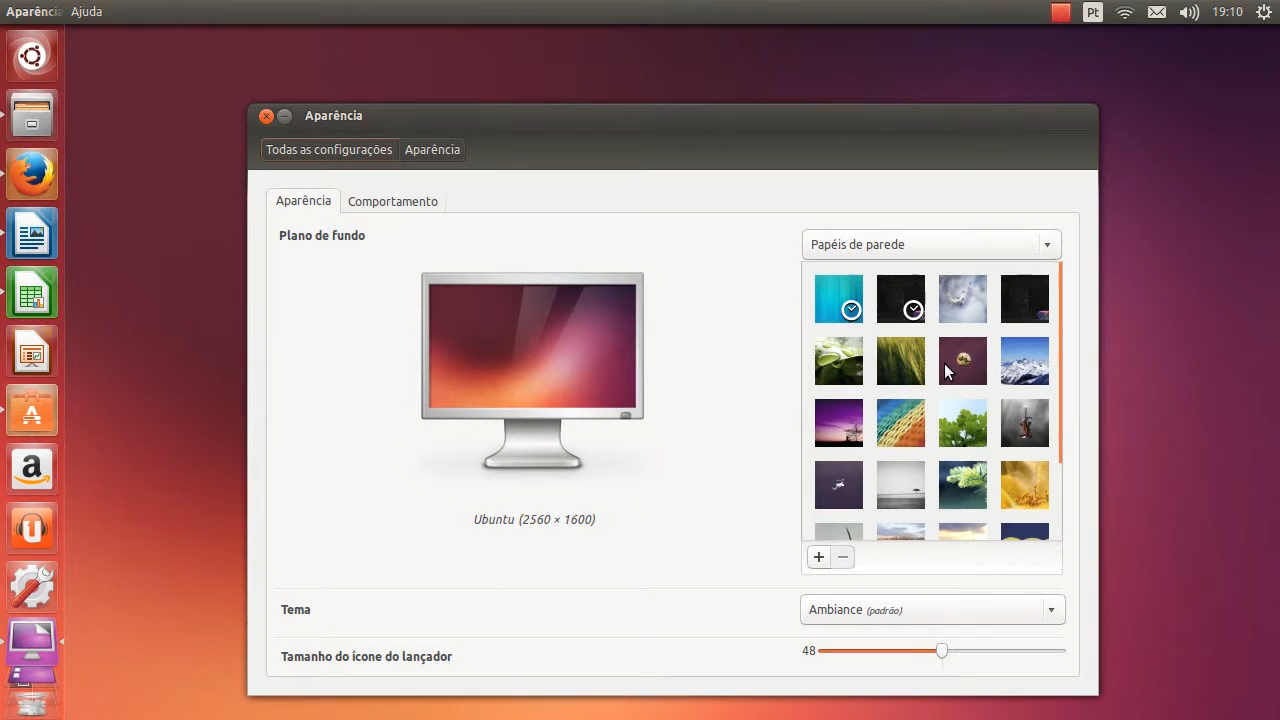 Aparência Ajuda Pt 19:10
Aparência
Todas as configurações Aparência
Aparência Comportamento
Plano de fundo Papéis de parede
Ubuntu (2560 × 1600)
+ −
Tema Ambiance (padrão)
Tamanho do ícone do lançador 48